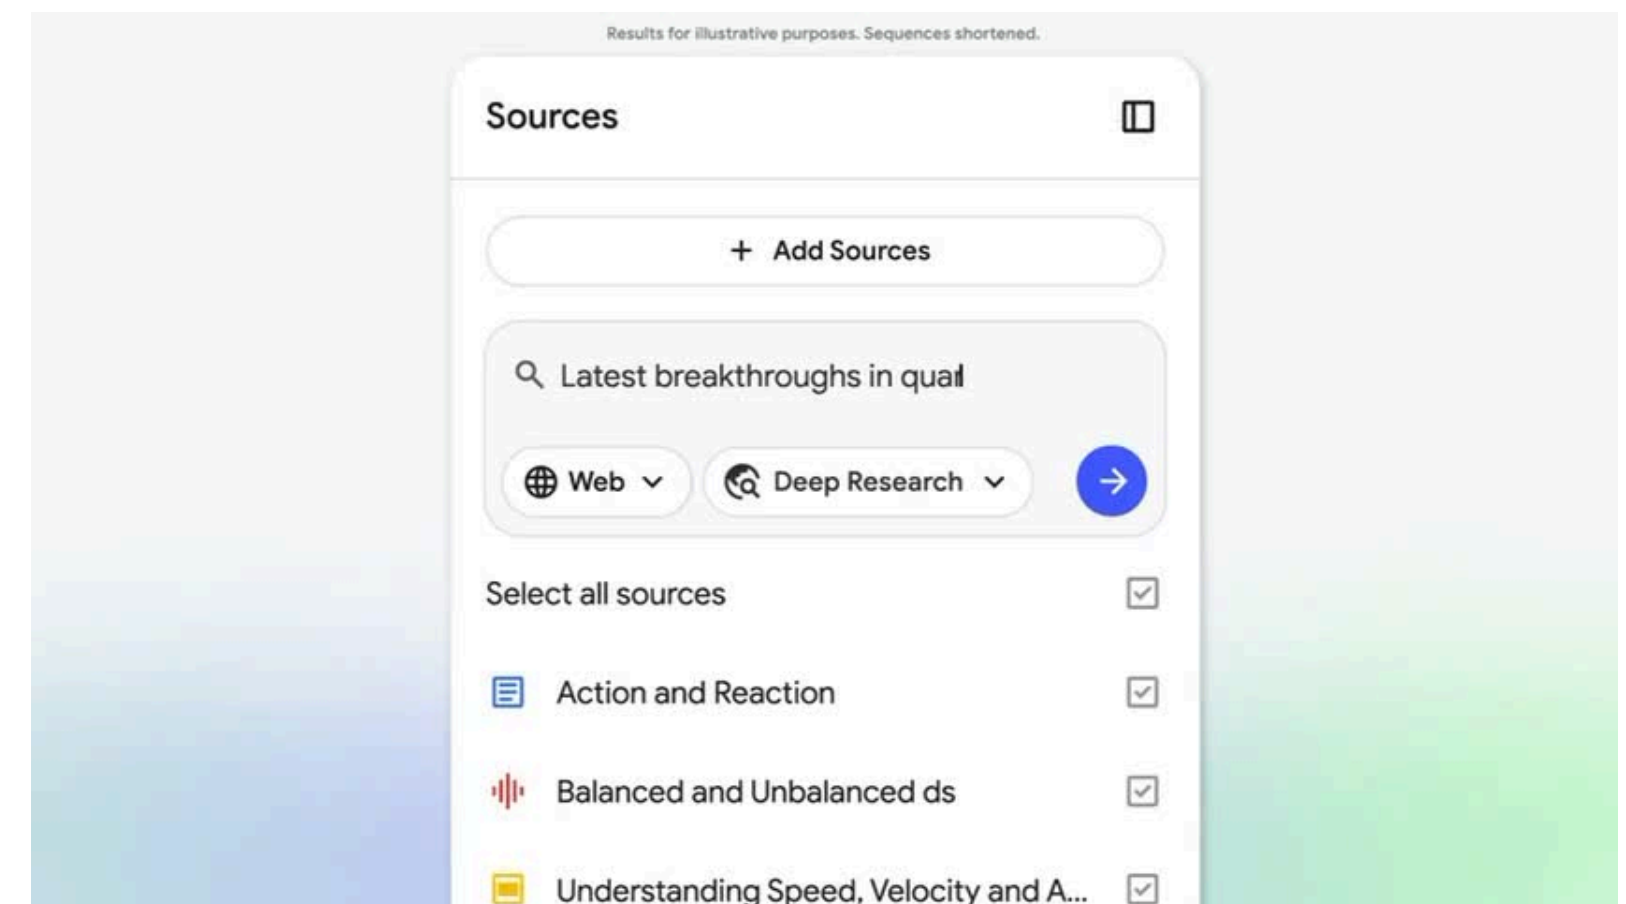 Results for illustrative purposes. Sequences shortened.
Sources
+ Add Sources
Latest breakthroughs in quan
Web
Deep Research
Select all sources
Action and Reaction
Balanced and Unbalanced ds
Understanding Speed, Velocity and A...